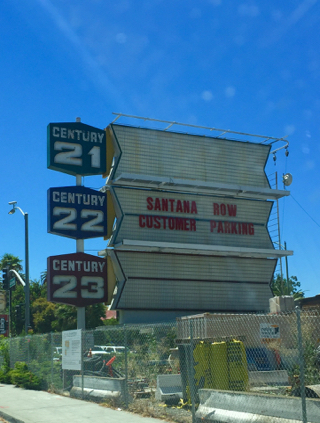 CENTURY
21
CENTURY
22
SANTANA ROW
CUSTOMER PARKING
CENTURY
23